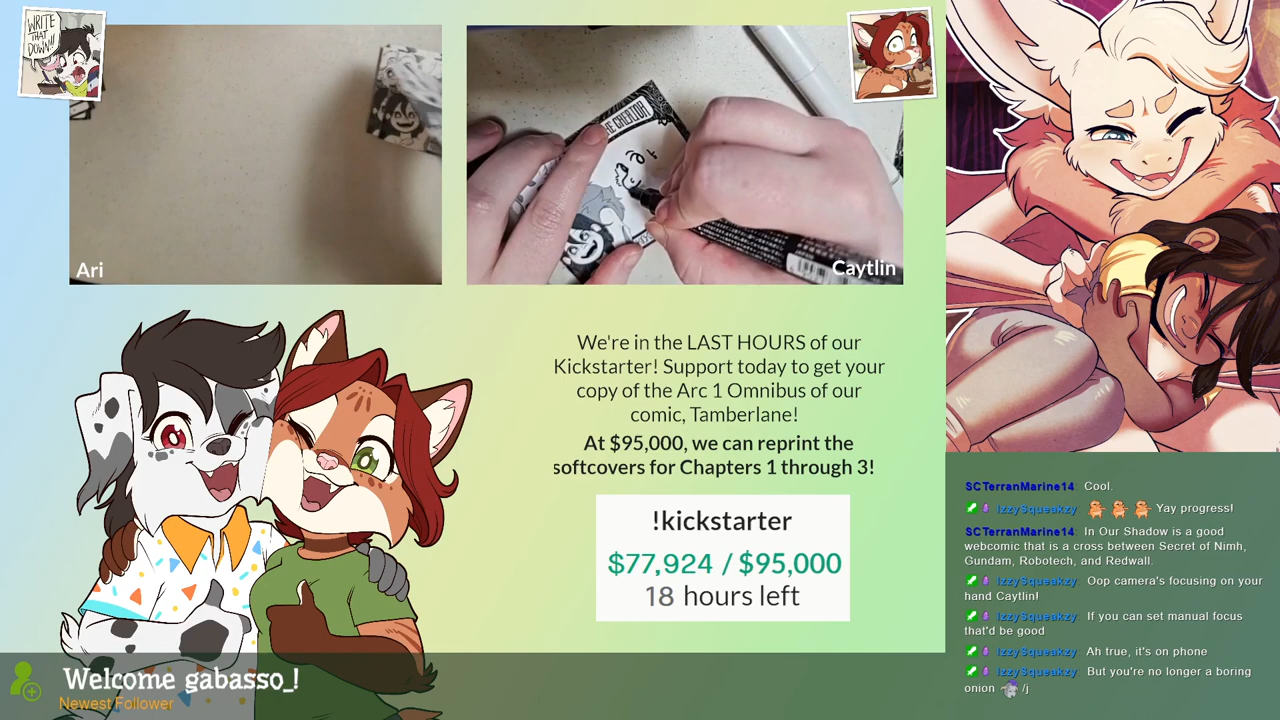 WRITE
THAT
DOWN!!
Ari
Caytlin
We're in the LAST HOURS of our
Kickstarter! Support today to get your
copy of the Arc 1 Omnibus of our
comic, Tamberlane!
At $95,000, we can reprint the
softcovers for Chapters 1 through 3!
!kickstarter
$77,924 / $95,000
18 hours left
Welcome gabasso_!
Newest Follower
SCTerranMarine14: Cool.
IzzySqueakzy: Yay progress!
SCTerranMarine14: In Our Shadow is a good
webcomic that is a cross between Secret of Nimh,
Gundam, Robotech, and Redwall.
IzzySqueakzy: Oop camera's focusing on your
hand Caytlin!
IzzySqueakzy: If you can set manual focus
that'd be good
IzzySqueakzy: Ah true, it's on phone
IzzySqueakzy: But you're no longer a boring
onion /j